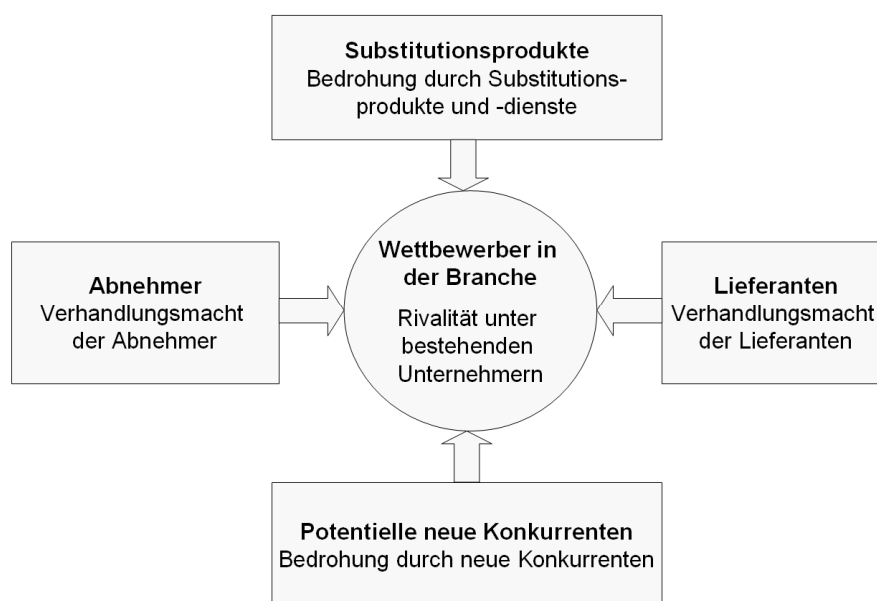 Substitutionsprodukte
Bedrohung durch Substitutions-
produkte und -dienste
Abnehmer
Verhandlungsmacht
der Abnehmer
Wettbewerber in
der Branche
Rivalität unter
bestehenden
Unternehmern
Lieferanten
Verhandlungsmacht
der Lieferanten
Potentielle neue Konkurrenten
Bedrohung durch neue Konkurrenten